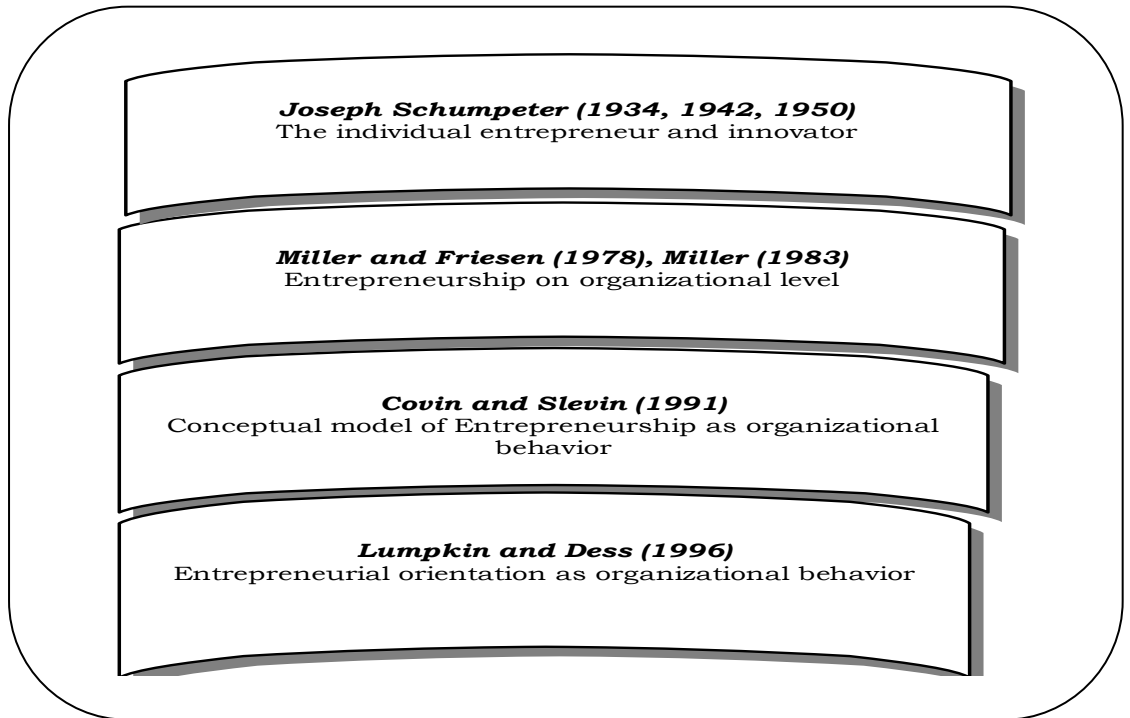 Joseph Schumpeter (1934, 1942, 1950)
The individual entrepreneur and innovator
Miller and Friesen (1978), Miller (1983)
Entrepreneurship on organizational level
Covin and Slevin (1991)
Conceptual model of Entrepreneurship as organizational
behavior
Lumpkin and Dess (1996)
Entrepreneurial orientation as organizational behavior